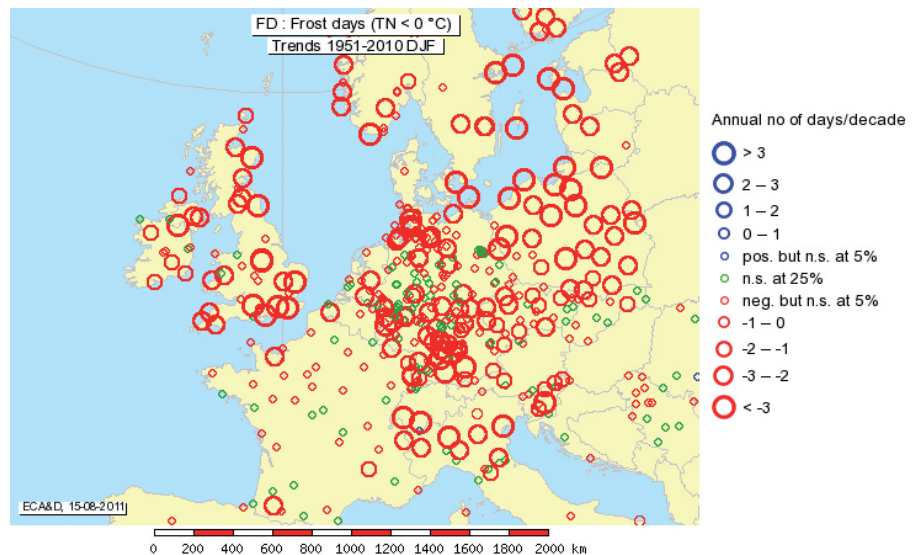 FD : Frost days (TN < 0 °C)
Trends 1951-2010 DJF
Annual no of days/decade
> 3
2 – 3
1 – 2
0 – 1
pos. but n.s. at 5%
n.s. at 25%
neg. but n.s. at 5%
-1 – 0
-2 – -1
-3 – -2
< -3
ECA&D, 15-08-2011
0 200 400 600 800 1000 1200 1400 1600 1800 2000 km